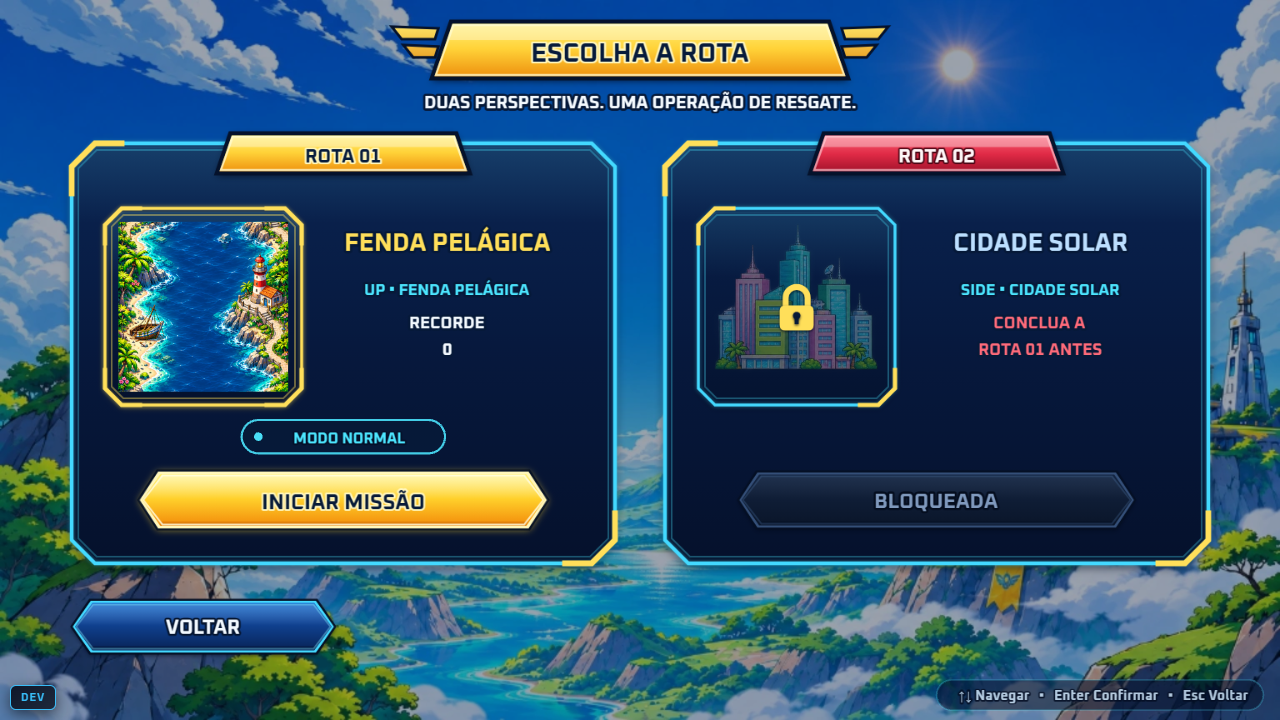 ESCOLHA A ROTA
DUAS PERSPECTIVAS. UMA OPERAÇÃO DE RESGATE.
ROTA 01
FENDA PELÁGICA
UP • FENDA PELÁGICA
RECORDE
0
MODO NORMAL
INICIAR MISSÃO
ROTA 02
CIDADE SOLAR
SIDE • CIDADE SOLAR
CONCLUA A
ROTA 01 ANTES
BLOQUEADA
VOLTAR
DEV
↑↓ Navegar • Enter Confirmar • Esc Voltar